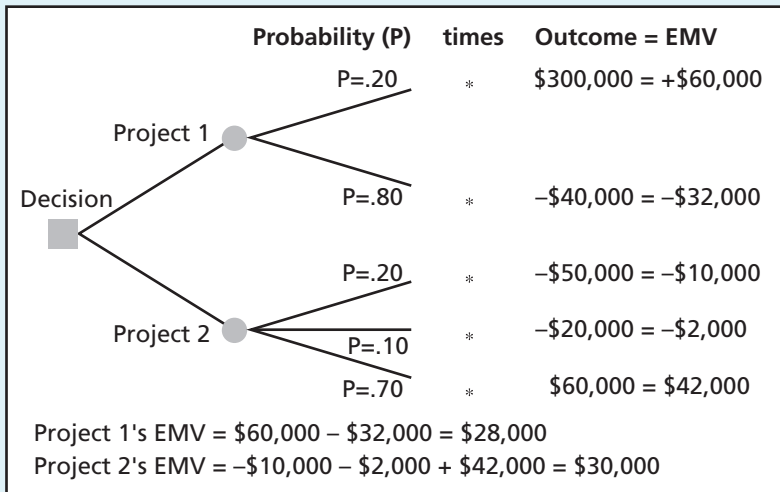 Probability (P) times Outcome = EMV
P=.20 * $300,000 = +$60,000
Project 1
P=.80 * –$40,000 = –$32,000
Decision
P=.20 * –$50,000 = –$10,000
Project 2
* –$20,000 = –$2,000
P=.10
P=.70 * $60,000 = $42,000
Project 1's EMV = $60,000 – $32,000 = $28,000
Project 2's EMV = –$10,000 – $2,000 + $42,000 = $30,000